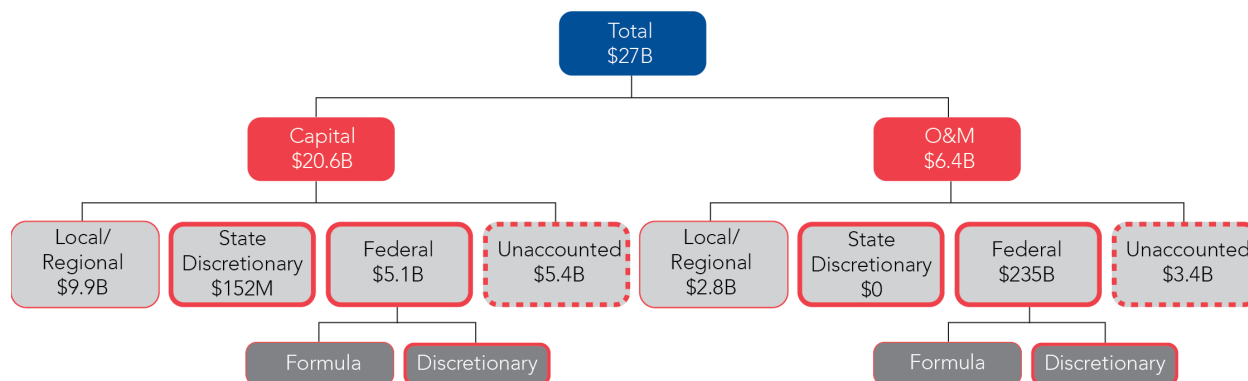 Total
$27B
Capital
$20.6B
O&M
$6.4B
Local/
Regional
$9.9B
State
Discretionary
$152M
Federal
$5.1B
Unaccounted
$5.4B
Local/
Regional
$2.8B
State
Discretionary
$0
Federal
$235B
Unaccounted
$3.4B
Formula
Discretionary
Formula
Discretionary